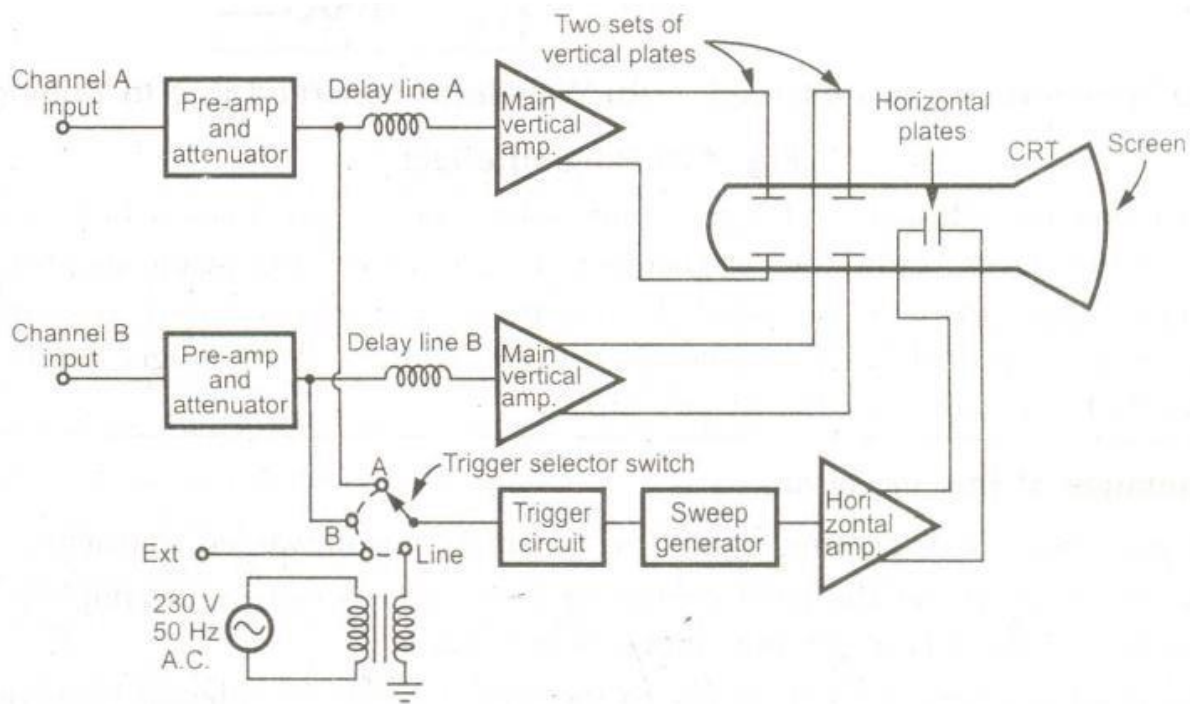 Two sets of
vertical plates
Channel A
input
Pre-amp
and
attenuator
Delay line A
Main
vertical
amp.
Horizontal
plates
CRT
Screen
Channel B
input
Pre-amp
and
attenuator
Delay line B
Main
vertical
amp.
A
Trigger selector switch
B
Ext
Line
Trigger
circuit
Sweep
generator
Hori
zontal
amp.
230 V
50 Hz
A.C.